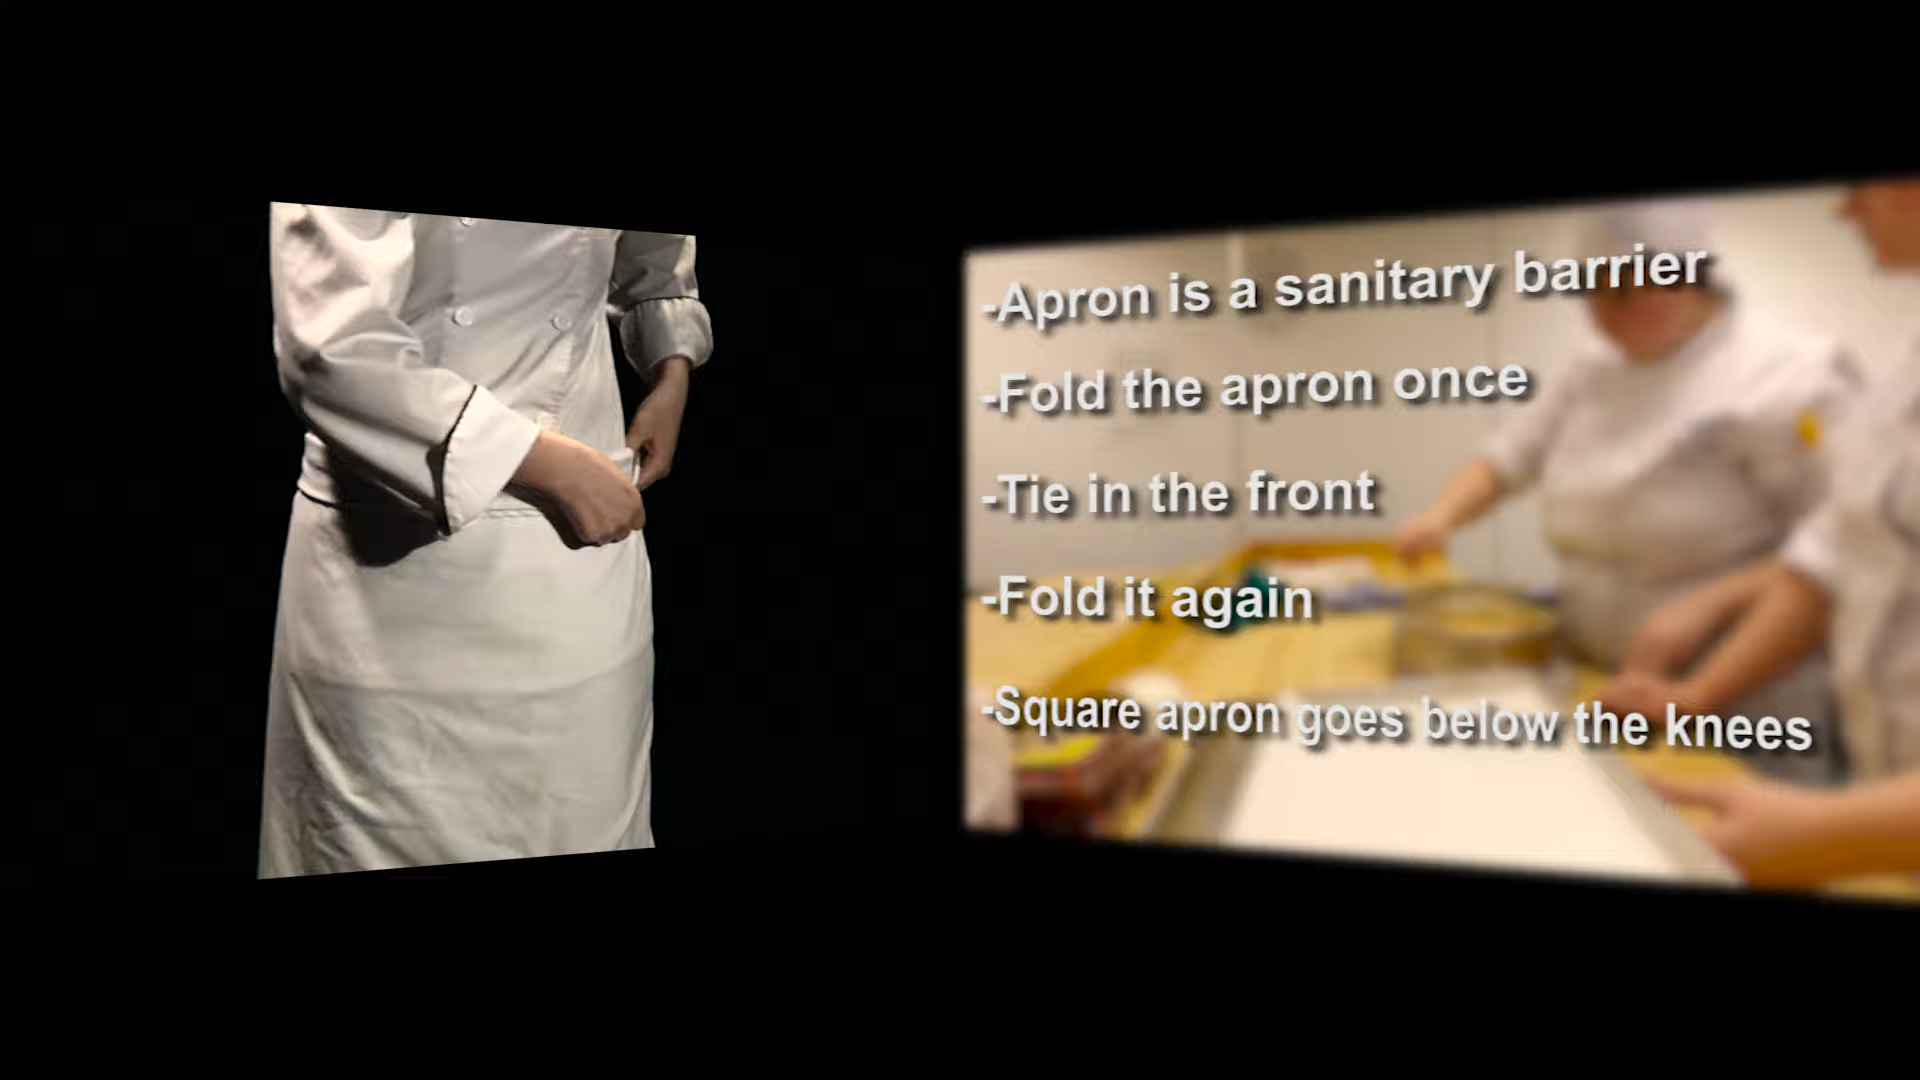 -Apron is a sanitary barrier
-Fold the apron once
-Tie in the front
-Fold it again
-Square apron goes below the knees